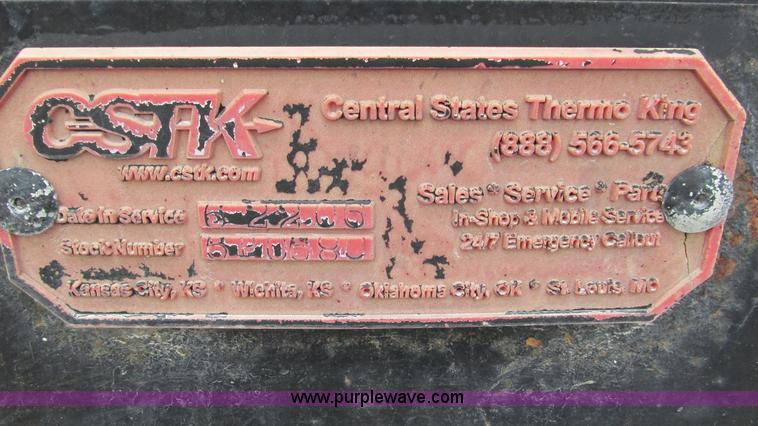 CSTK
Central States Thermo King
(888) 566-5743
www.cstk.com
Sales * Service * Parts
In-Shop & Mobile Service
24/7 Emergency Callout
Date in Service
Stock Number
Kansas City, KS * Wichita, KS * Oklahoma City, OK * St. Louis, MO
www.purplewave.com